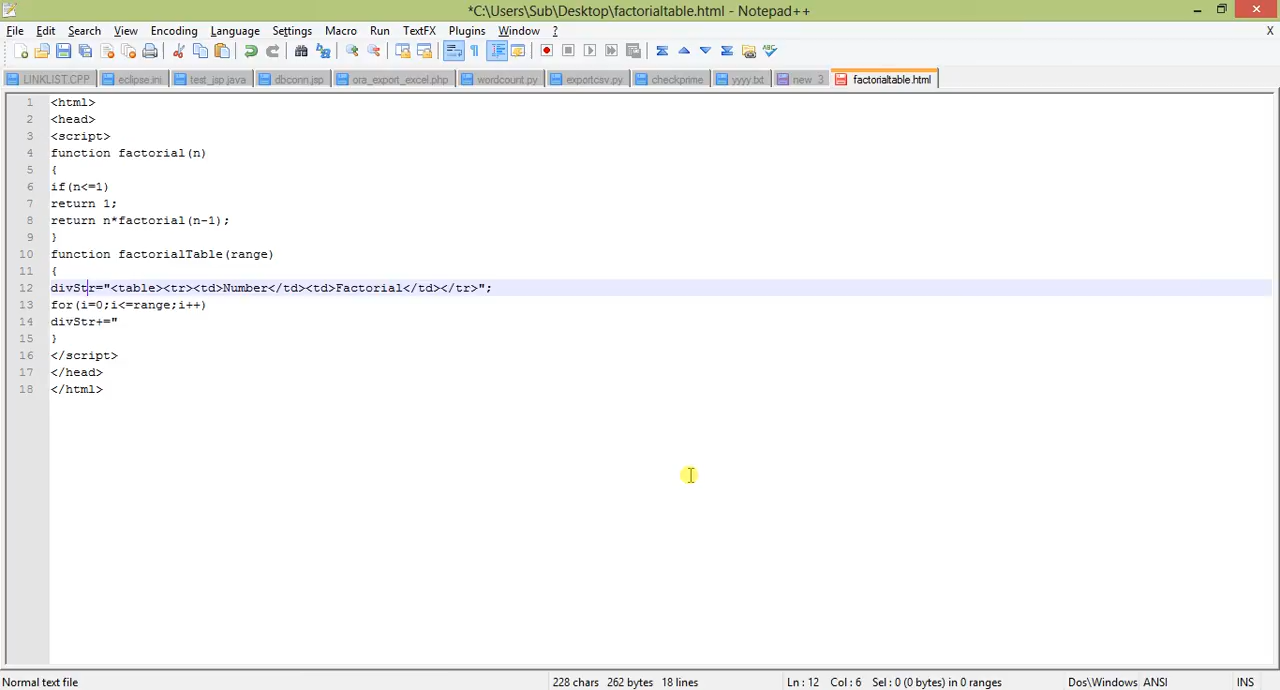 *C:\Users\Sub\Desktop\factorialtable.html - Notepad++
File Edit Search View Encoding Language Settings Macro Run TextFX Plugins Window ? X
LINKLIST.CPP eclipse.ini test_jsp.java dbconn.jsp ora_export_excel.php wordcount.py exportcsv.py checkprime yyyy.txt new 3 factorialtable.html
1 <html>
2 <head>
3 <script>
4 function factorial(n)
5 {
6 if(n<=1)
7 return 1;
8 return n*factorial(n-1);
9 }
10 function factorialTable(range)
11 {
12 divStr="<table><tr><td>Number</td><td>Factorial</td></tr>";
13 for(i=0;i<=range;i++)
14 divStr+="
15 }
16 </script>
17 </head>
18 </html>
Normal text file 228 chars 262 bytes 18 lines Ln : 12 Col : 6 Sel : 0 (0 bytes) in 0 ranges Dos\Windows ANSI INS